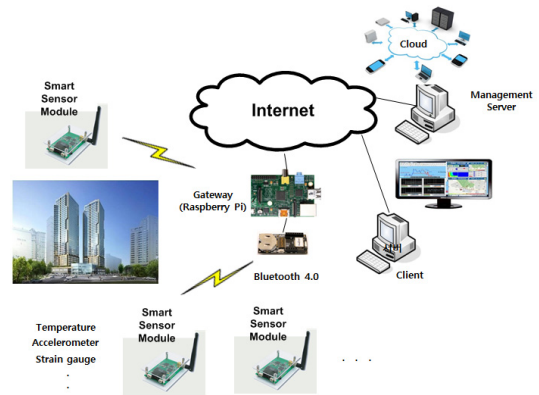 Cloud
Management
Server
Smart
Sensor
Module
Internet
Gateway
(Raspberry Pi)
Bluetooth 4.0
Client
Temperature
Accelerometer
Strain gauge
.
.
Smart
Sensor
Module
Smart
Sensor
Module
. . .